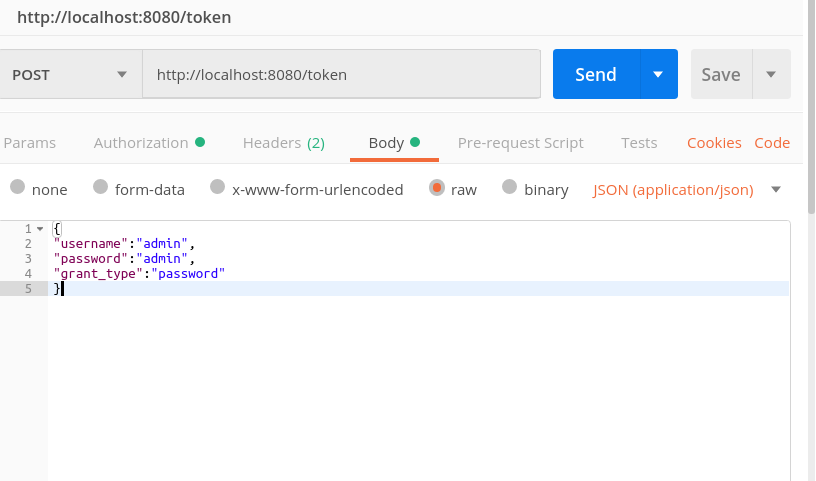 http://localhost:8080/token
POST http://localhost:8080/token Send Save
Params Authorization Headers (2) Body Pre-request Script Tests Cookies Code
none form-data x-www-form-urlencoded raw binary JSON (application/json)
1 {
2 "username":"admin",
3 "password":"admin",
4 "grant_type":"password"
5 }